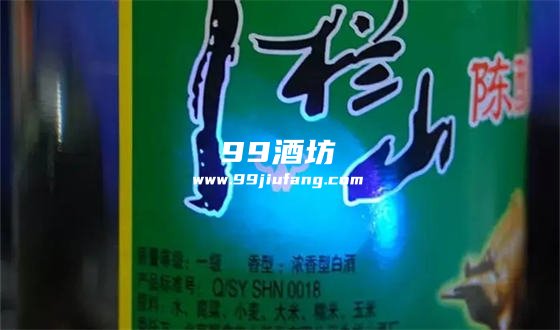 栏山
陈
99酒坊
www.99jiufang.com
质量等级：一级 香型：浓香型白酒
产品标准号：Q/SY SHN 0018
原料：水、高粱、小麦、大米、糯米、玉米